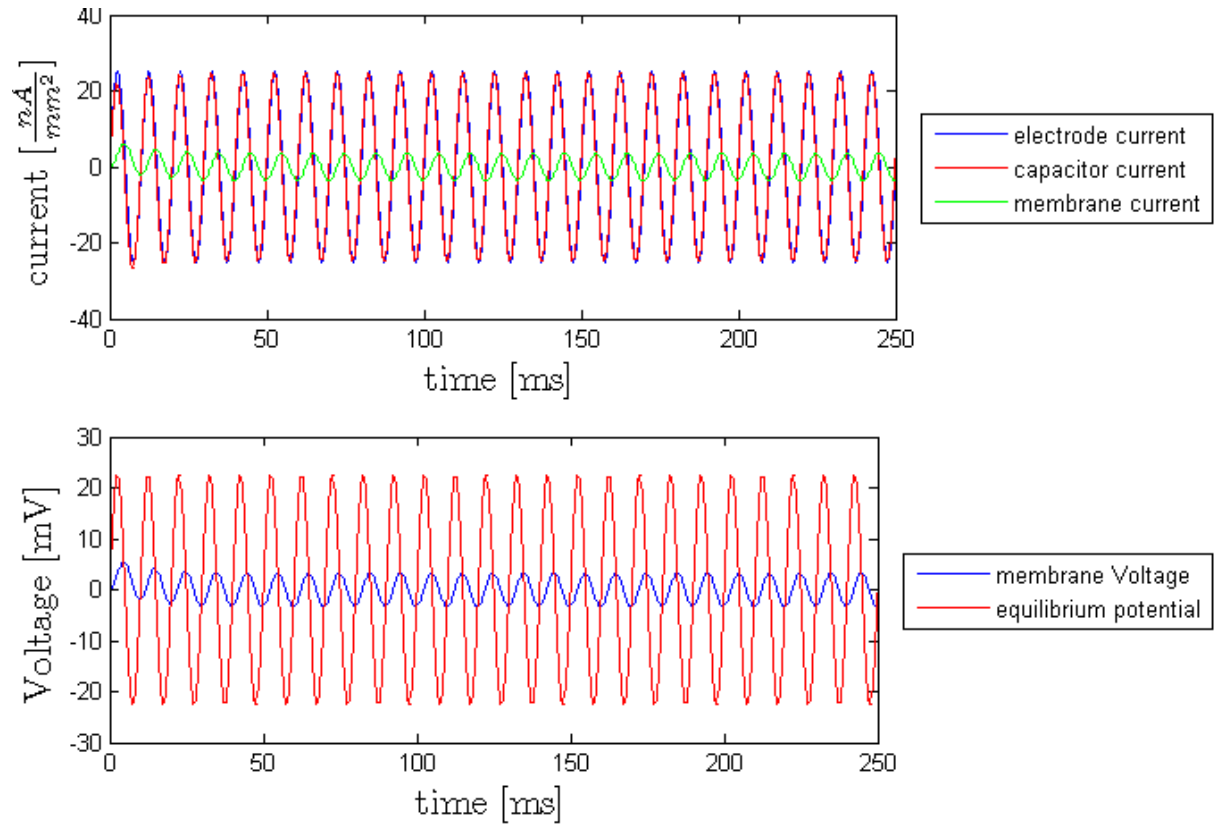 40
20
0
-20
-40
current [nA/mm²]
0 50 100 150 200 250
time [ms]
electrode current
capacitor current
membrane current
30
20
10
0
-10
-20
-30
Voltage [mV]
0 50 100 150 200 250
time [ms]
membrane Voltage
equilibrium potential